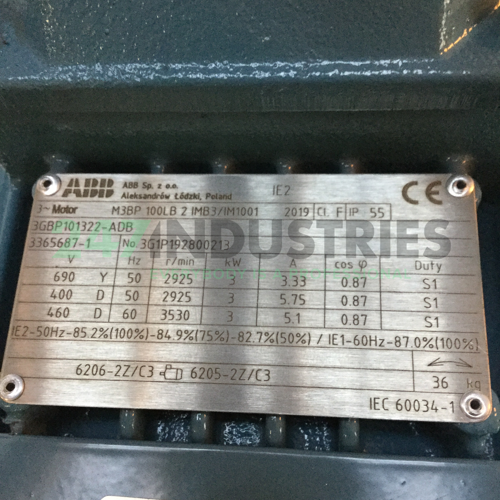 ABB ABB Sp. z o.o.
Aleksandrów Łódzki, Poland IE2 CE
3~Motor M3BP 100LB 2 IMB3/IM1001 2019 Cl. F IP 55
3GBP101322-ADB
3365687-1 No. 3G1P192800213
V Hz r/min kW A cos φ Duty
690 Y 50 2925 3 3.33 0.87 S1
400 D 50 2925 3 5.75 0.87 S1
460 D 60 3530 3 5.1 0.87 S1
IE2-50Hz-85.2%(100%)-84.9%(75%)-82.7%(50%) / IE1-60Hz-87.0%(100%)
6206-2Z/C3 6205-2Z/C3 36 kg
IEC 60034-1
INDUSTRIES